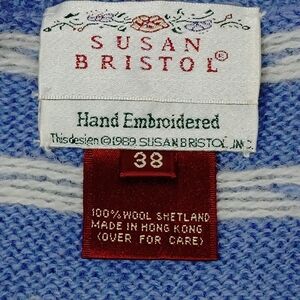 SUSAN
BRISTOL®
Hand Embroidered
This design © 1989 SUSAN BRISTOL, INC.
38
100% WOOL SHETLAND
MADE IN HONG KONG
(OVER FOR CARE)